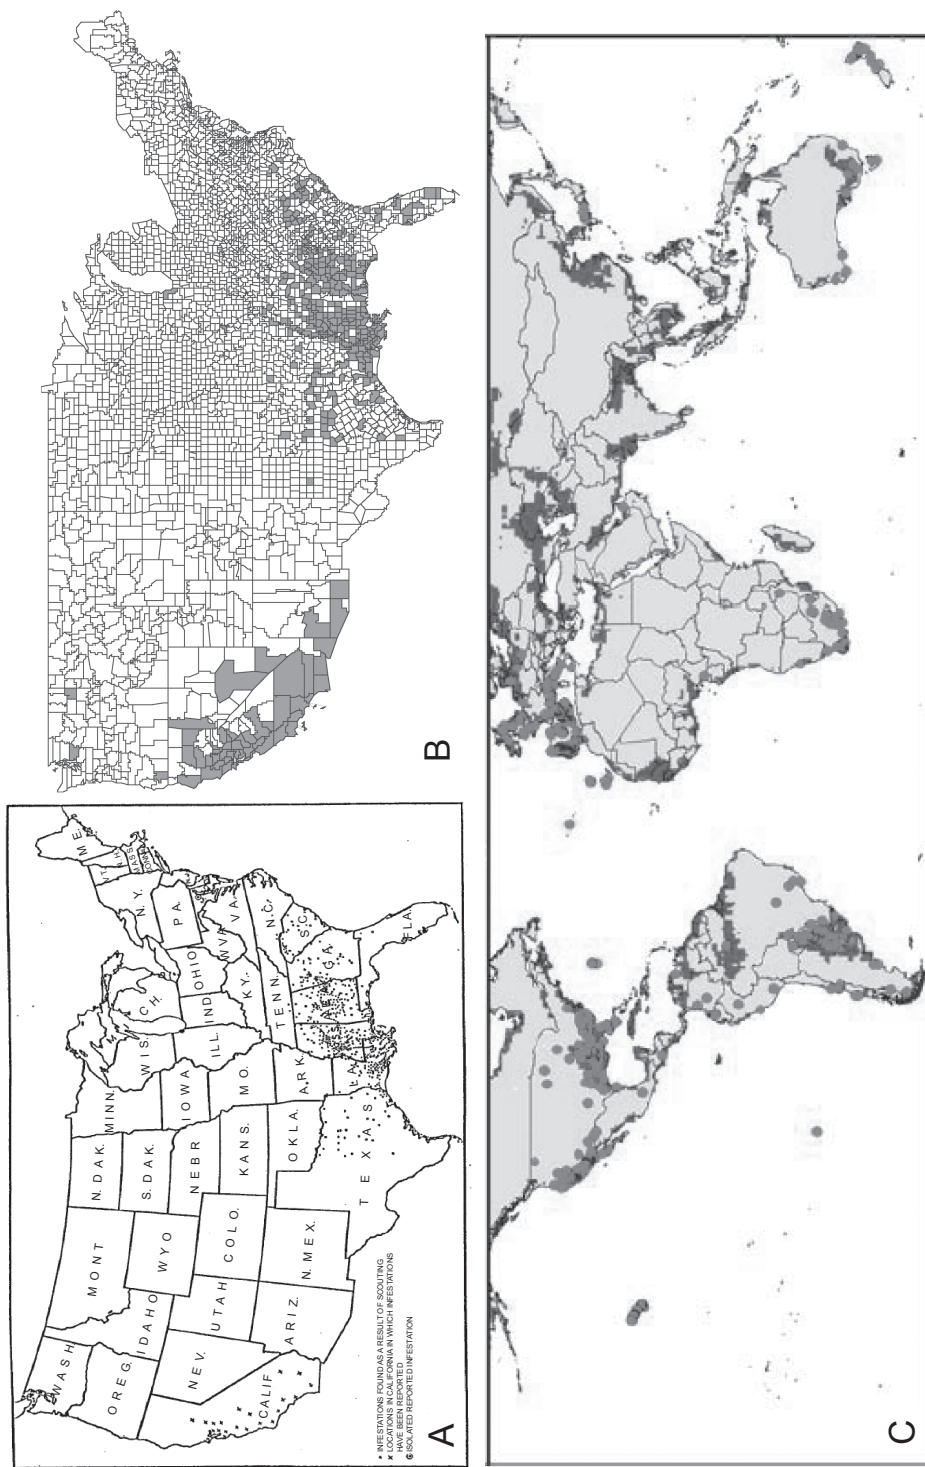 WASH.
OREG.
CALIF
NEV.
IDAHO
MONT
WYO
UTAH
ARIZ.
COLO.
N. MEX.
N. DAK.
S. DAK.
NEBR
KANS.
OKLA.
TEXAS
MINN.
IOWA
MO.
ARK.
LA.
WIS.
ILL.
CH.
IND.
OHIO
KY.
TENN.
GA.
FLA.
S.C.
N.C.
VA.
W.VA
PA.
N.Y.
VT.
MASS
CONN.
ME.
• INFESTATIONS FOUND AS A RESULT OF SCOUTING
x LOCATIONS IN CALIFORNIA IN WHICH INFESTATIONS
HAVE BEEN REPORTED
ISOLATED REPORTED INFESTATION
A
B
C